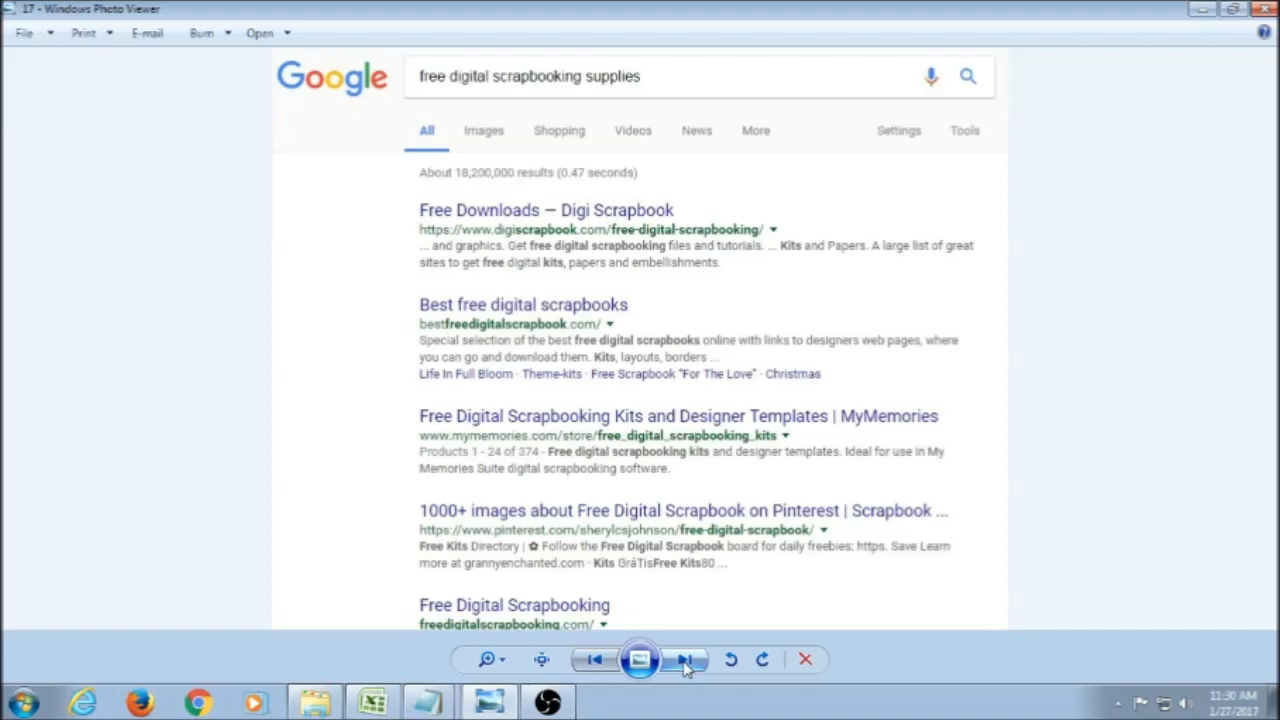 17 - Windows Photo Viewer
File Print E-mail Burn Open
Google free digital scrapbooking supplies
All Images Shopping Videos News More Settings Tools
About 18,200,000 results (0.47 seconds)
Free Downloads — Digi Scrapbook
https://www.digiscrapbook.com/free-digital-scrapbooking/
... and graphics. Get free digital scrapbooking files and tutorials. ... Kits and Papers. A large list of great
sites to get free digital kits, papers and embellishments.
Best free digital scrapbooks
bestfreedigitalscrapbook.com/
Special selection of the best free digital scrapbooks online with links to designers web pages, where
you can go and download them. Kits, layouts, borders ...
Life In Full Bloom · Theme-kits · Free Scrapbook "For The Love" · Christmas
Free Digital Scrapbooking Kits and Designer Templates | MyMemories
www.mymemories.com/store/free_digital_scrapbooking_kits
Products 1 - 24 of 374 - Free digital scrapbooking kits and designer templates. Ideal for use in My
Memories Suite digital scrapbooking software.
1000+ images about Free Digital Scrapbook on Pinterest | Scrapbook ...
https://www.pinterest.com/sherylcsjohnson/free-digital-scrapbook/
Free Kits Directory | ✿ Follow the Free Digital Scrapbook board for daily freebies: https. Save Learn
more at grannyenchanted.com · Kits GráTisFree Kits80 ...
Free Digital Scrapbooking
freedigitalscrapbooking.com/
11:30 AM
1/27/2017